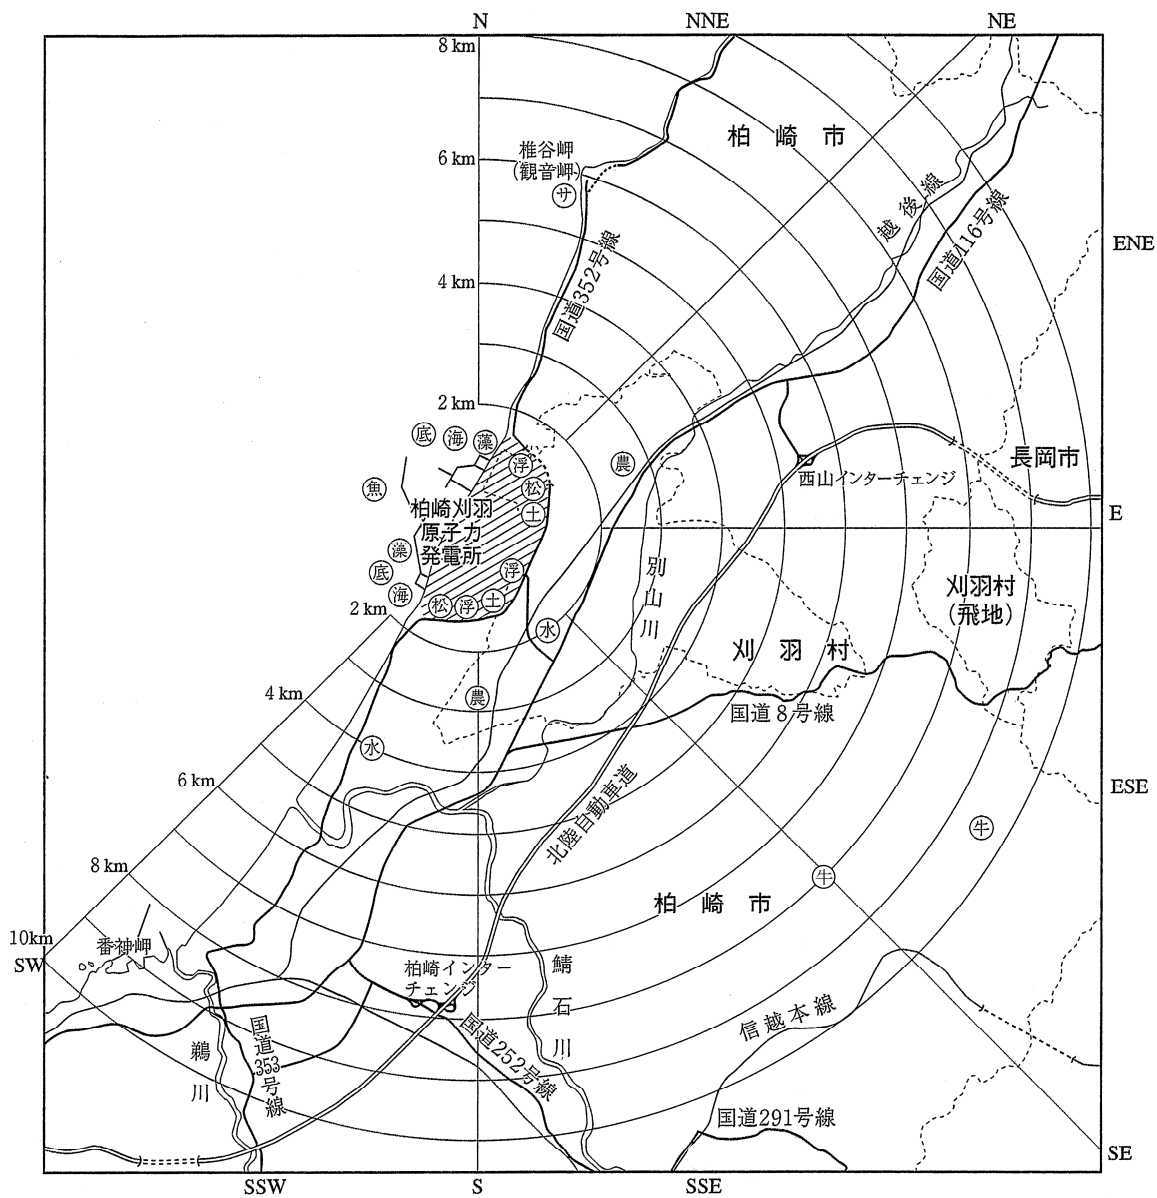 N
NNE
NE
8 km
柏崎市
椎谷岬
(観音岬)
6 km
サ
越後線
国道116号線
ENE
国道352号線
4 km
2 km
底
海
藻
浮
農
長岡市
魚
松
西山インターチェンジ
柏崎刈羽
原子力
発電所
土
E
藻
底
海
浮
別山川
刈羽村
(飛地)
2 km
松
浮
土
水
刈羽村
4 km
農
国道8号線
水
6 km
北陸自動車道
ESE
牛
8 km
牛
柏崎市
10km
SW
番神岬
柏崎インター
チェンジ
鯖石川
信越本線
国道353号線
鵜川
国道252号線
国道291号線
SE
SSW
S
SSE